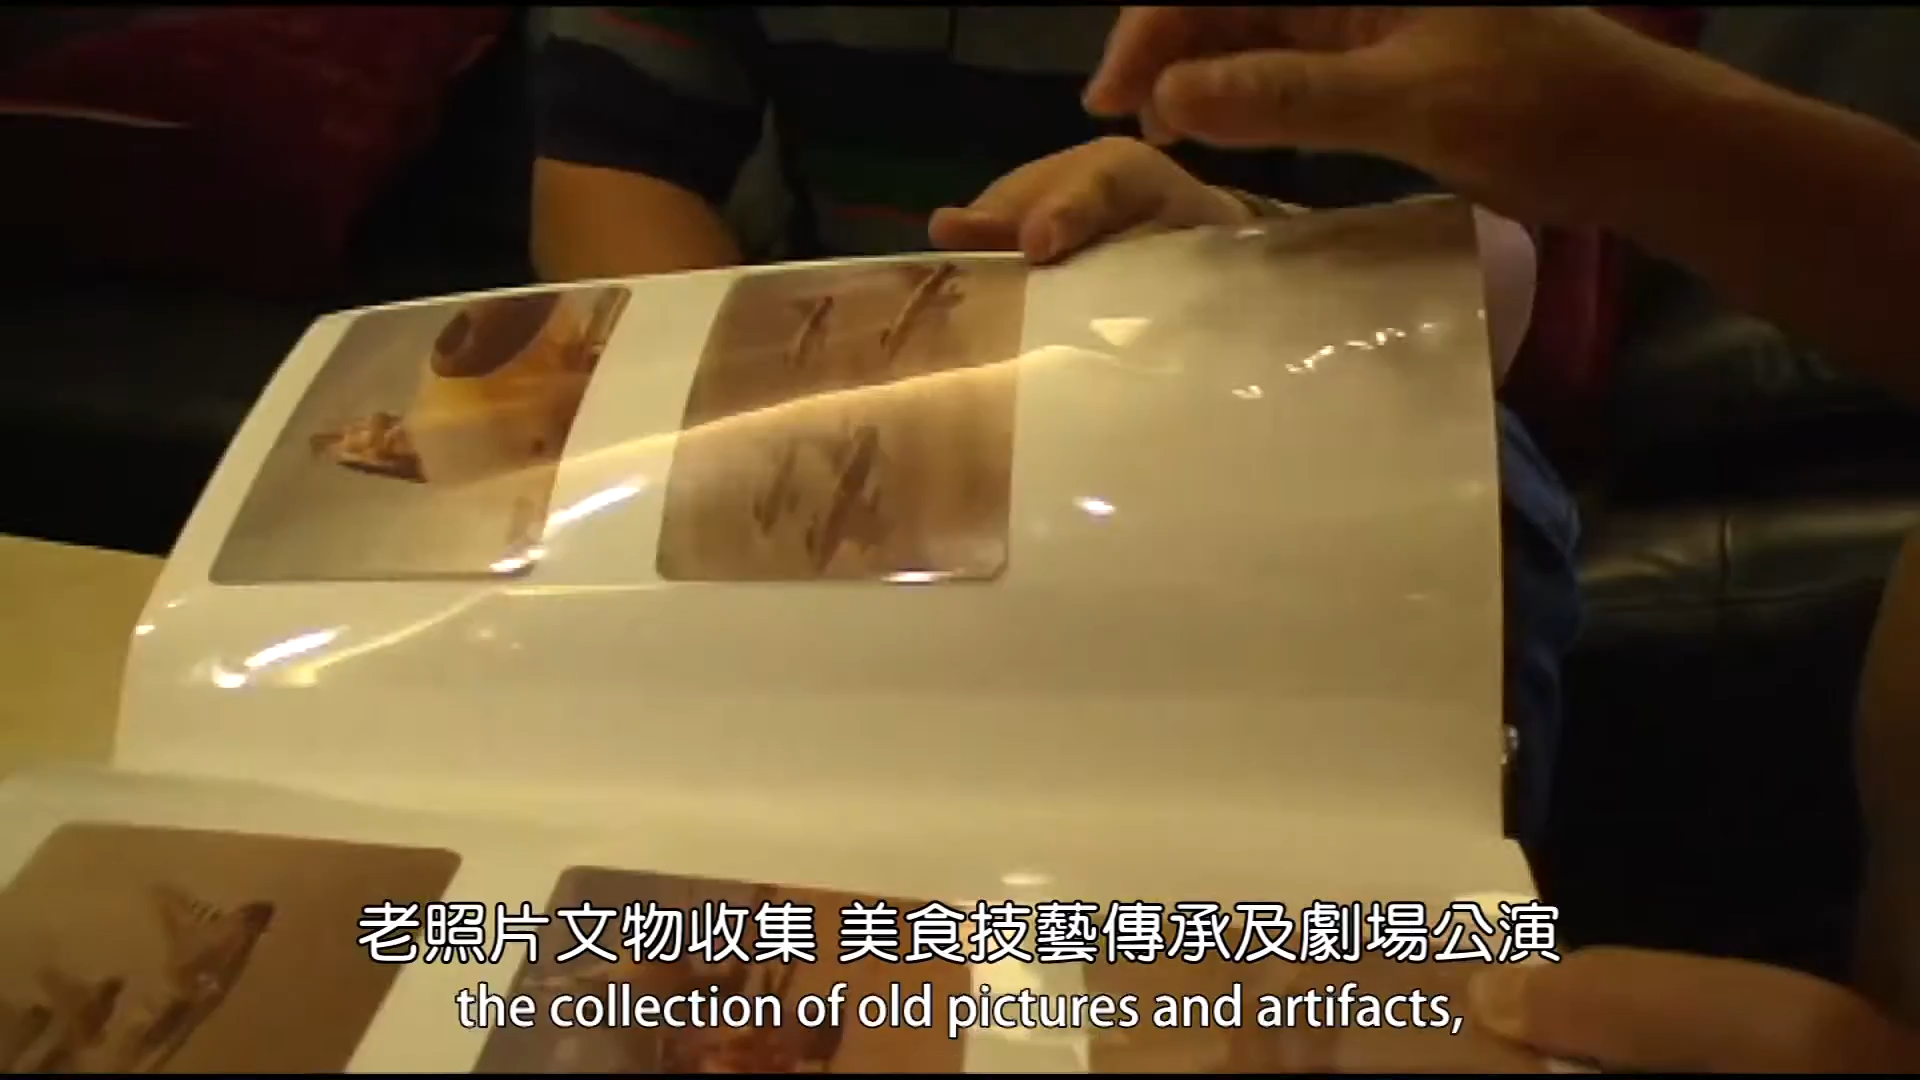 老照片文物收集 美食技藝傳承及劇場公演
the collection of old pictures and artifacts,